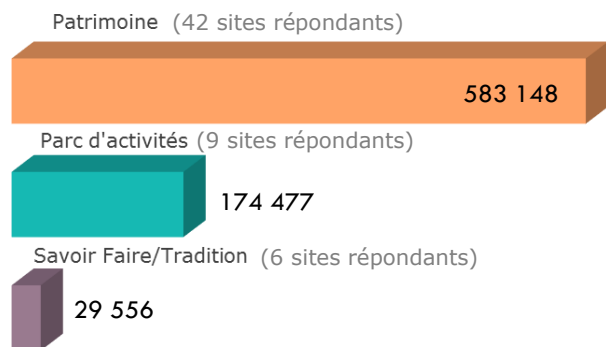 Patrimoine (42 sites répondants)
583 148
Parc d'activités (9 sites répondants)
174 477
Savoir Faire/Tradition (6 sites répondants)
29 556